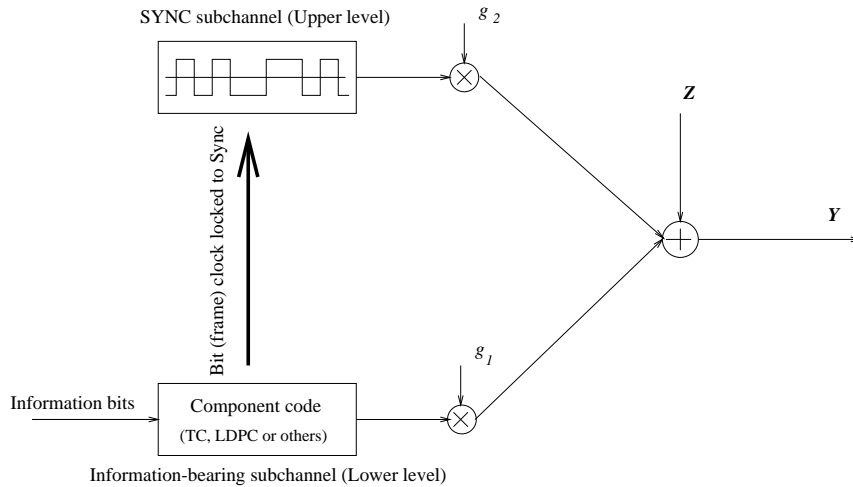 SYNC subchannel (Upper level)
g 2
Z
Bit (frame) clock locked to Sync
Y
g 1
Information bits
Component code
(TC, LDPC or others)
Information-bearing subchannel (Lower level)